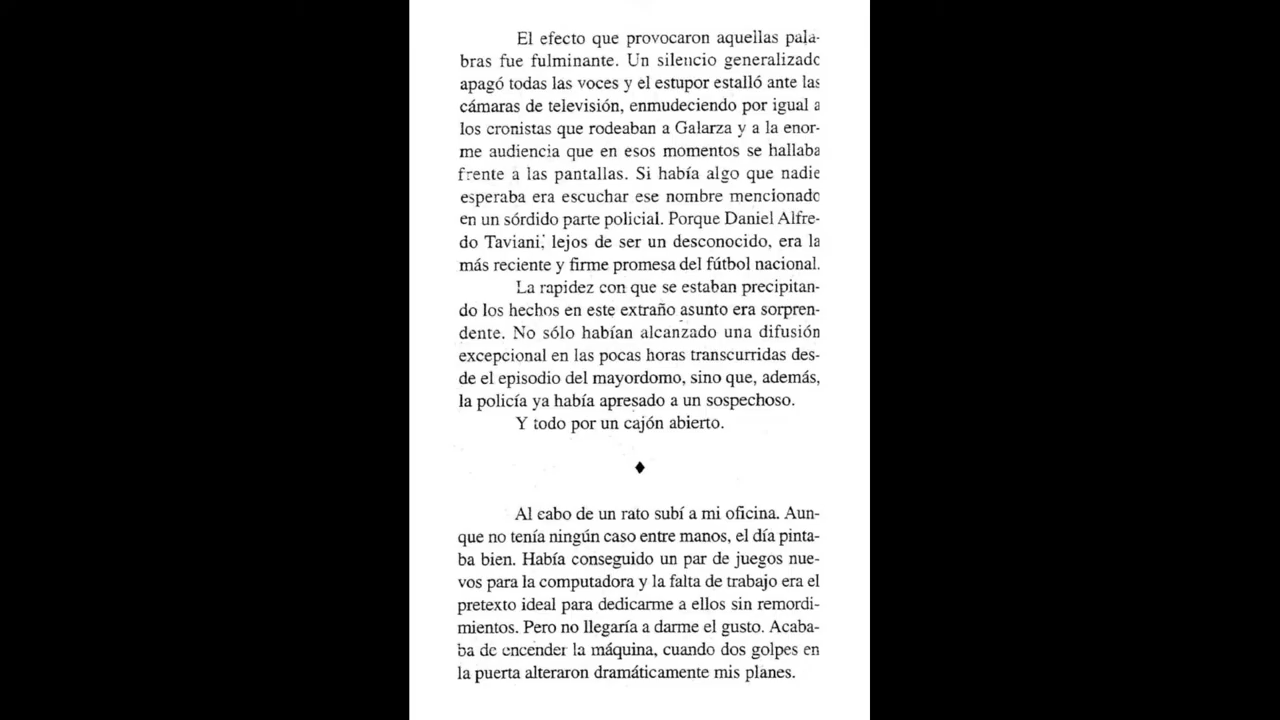 El efecto que provocaron aquellas pala-
bras fue fulminante. Un silencio generalizado
apagó todas las voces y el estupor estalló ante las
cámaras de televisión, enmudeciendo por igual a
los cronistas que rodeaban a Galarza y a la enor-
me audiencia que en esos momentos se hallaba
frente a las pantallas. Si había algo que nadie
esperaba era escuchar ese nombre mencionado
en un sórdido parte policial. Porque Daniel Alfre-
do Taviani, lejos de ser un desconocido, era la
más reciente y firme promesa del fútbol nacional.
La rapidez con que se estaban precipitan-
do los hechos en este extraño asunto era sorpren-
dente. No sólo habían alcanzado una difusión
excepcional en las pocas horas transcurridas des-
de el episodio del mayordomo, sino que, además,
la policía ya había apresado a un sospechoso.
Y todo por un cajón abierto.
♦
Al cabo de un rato subí a mi oficina. Aun-
que no tenía ningún caso entre manos, el día pinta-
ba bien. Había conseguido un par de juegos nue-
vos para la computadora y la falta de trabajo era el
pretexto ideal para dedicarme a ellos sin remordi-
mientos. Pero no llegaría a darme el gusto. Acaba-
ba de encender la máquina, cuando dos golpes en
la puerta alteraron dramáticamente mis planes.